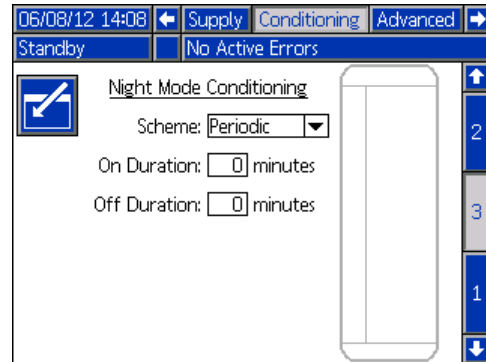 06/08/12 14:08 Supply Conditioning Advanced
Standby No Active Errors
Night Mode Conditioning
Scheme: Periodic
On Duration: 0 minutes
Off Duration: 0 minutes
2
3
1